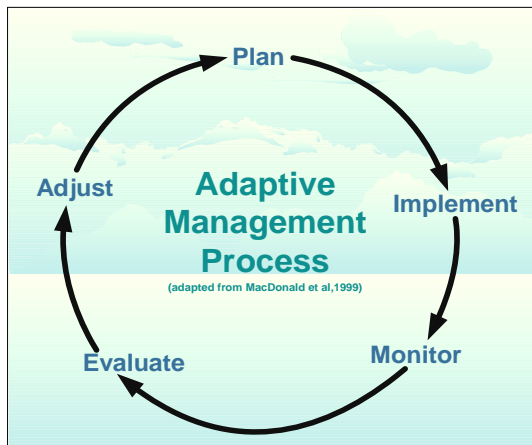 Plan
Adjust
Implement
Adaptive
Management
Process
(adapted from MacDonald et al,1999)
Monitor
Evaluate